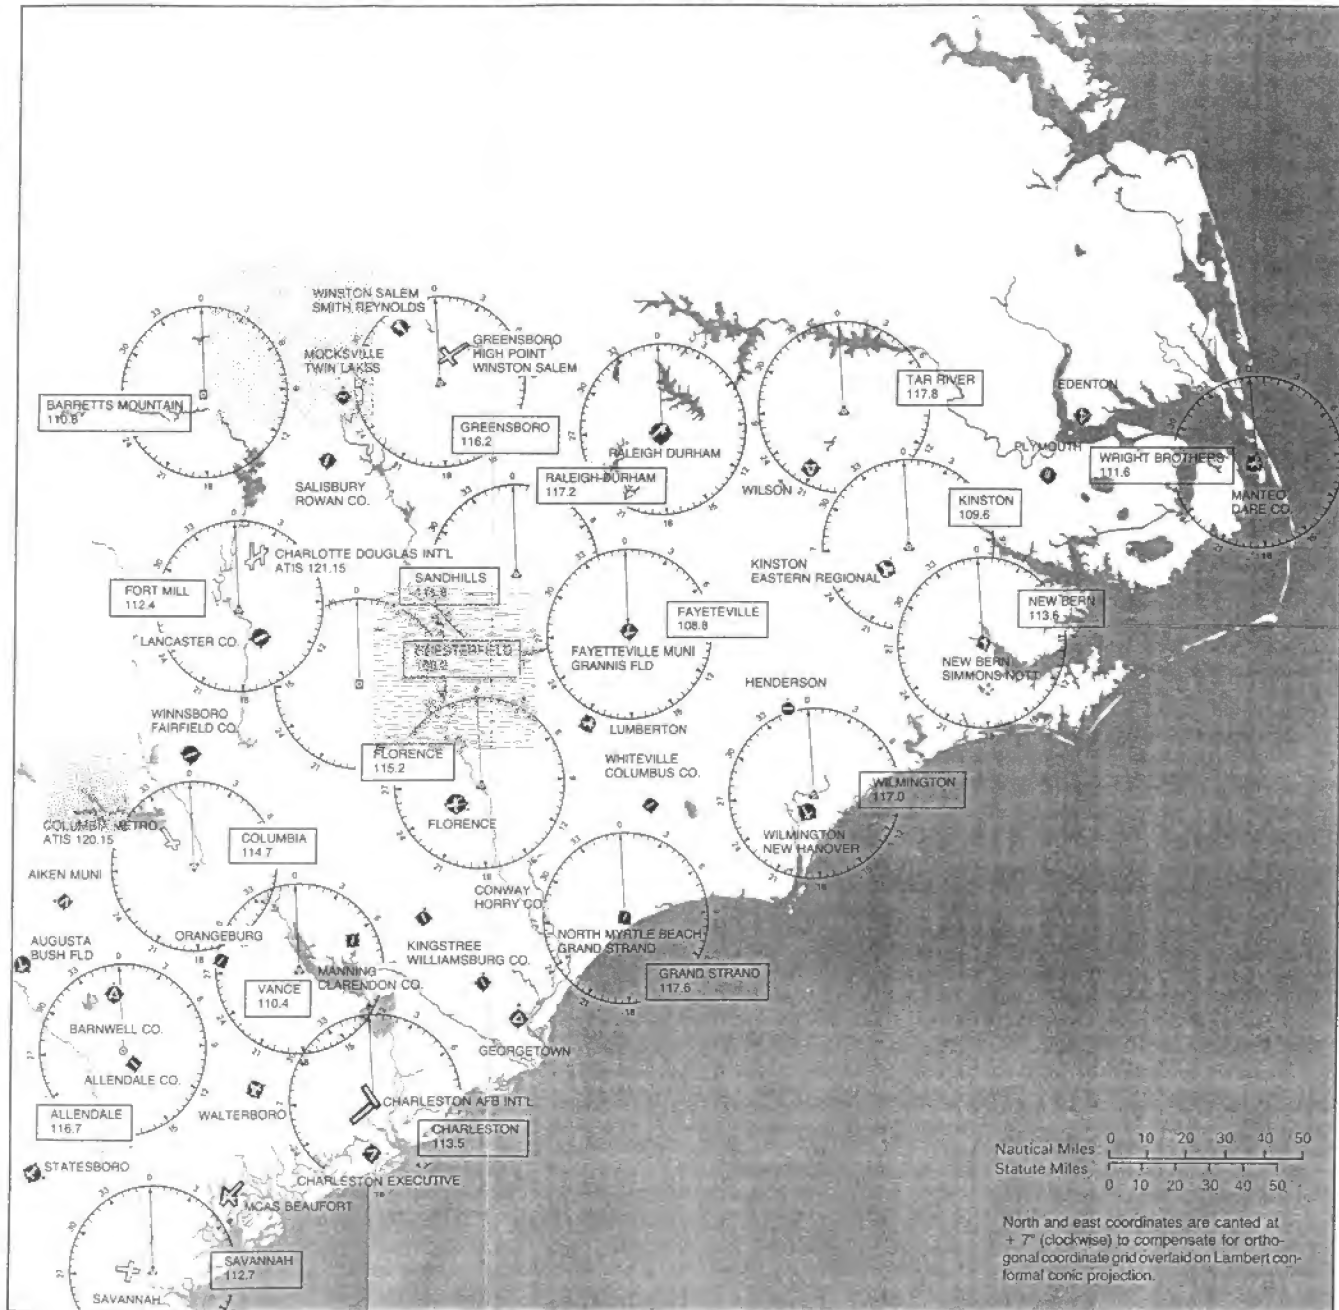 WINSTON SALEM
SMITH REYNOLDS
GREENSBORO
HIGH POINT
WINSTON SALEM
MOCKSVILLE
TWIN LAKES
BARRETTS MOUNTAIN
110.8
GREENSBORO
116.2
TAR RIVER
117.8
EDENTON
PLYMOUTH
WRIGHT BROTHERS
111.6
MANTEO
DARE CO.
RALEIGH DURHAM
RALEIGH-DURHAM
117.2
WILSON
SALISBURY
ROWAN CO.
KINSTON
109.6
CHARLOTTE DOUGLAS INT'L
ATIS 121.15
KINSTON
EASTERN REGIONAL
FORT MILL
112.4
SANDHILLS
FAYETEVILLE
108.8
NEW BERN
113.6
LANCASTER CO.
FAYETTEVILLE MUNI
GRANNIS FLD
NEW BERN
SIMMONS NOTT
HENDERSON
WINNSBORO
FAIRFIELD CO.
LUMBERTON
FLORENCE
115.2
WHITEVILLE
COLUMBUS CO.
WILMINGTON
117.0
FLORENCE
WILMINGTON
NEW HANOVER
COLUMBIA METRO
ATIS 120.15
COLUMBIA
114.7
AIKEN MUNI
CONWAY
HORRY CO.
AUGUSTA
BUSH FLD
ORANGEBURG
KINGSTREE
WILLIAMSBURG CO.
NORTH MYRTLE BEACH
GRAND STRAND
GRAND STRAND
117.6
VANCE
110.4
MANNING
CLARENDON CO.
BARNWELL CO.
GEORGETOWN
ALLENDALE CO.
ALLENDALE
116.7
WALTERBORO
CHARLESTON AFB INT'L
CHARLESTON
113.5
STATESBORO
CHARLESTON EXECUTIVE
MCAS BEAUFORT
SAVANNAH
112.7
SAVANNAH
Nautical Miles 0 10 20 30 40 50
Statute Miles 0 10 20 30 40 50
North and east coordinates are canted at
+ 7° (clockwise) to compensate for ortho-
gonal coordinate grid overlaid on Lambert con-
formal conic projection.